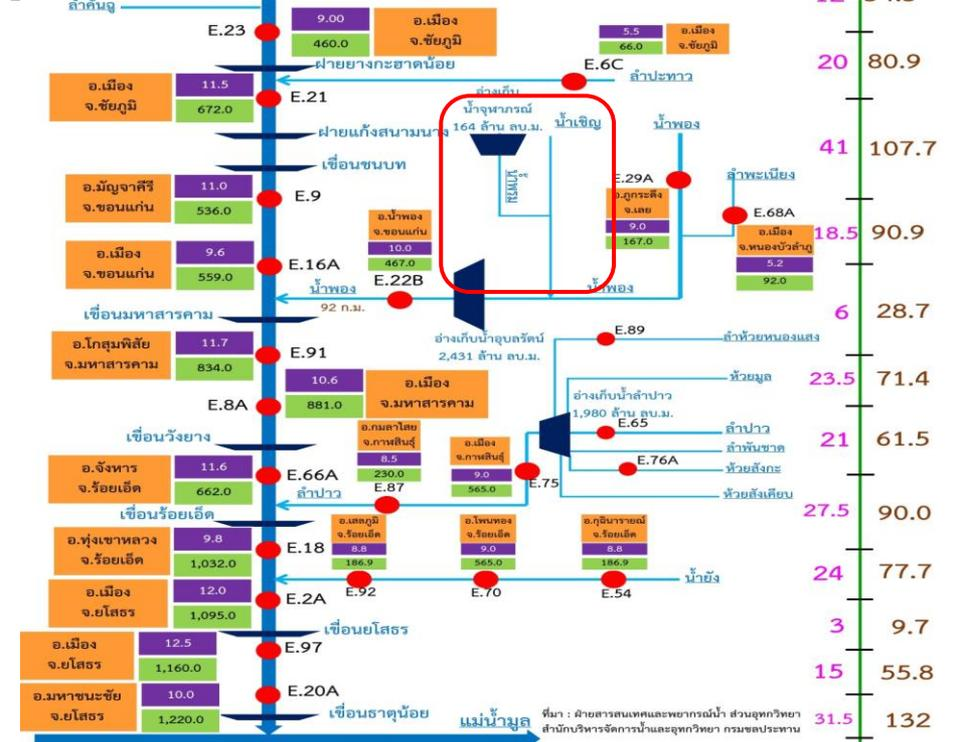 ลำคันฉู
E.23
9.00
460.0
อ.เมือง
จ.ชัยภูมิ
5.5
66.0
อ.เมือง
จ.ชัยภูมิ
20
80.9
ฝายยางกะฮาดน้อย
E.6C
ลำปะทาว
อ.เมือง
จ.ชัยภูมิ
11.5
672.0
E.21
อ่างเก็บ
น้ำจุฬาภรณ์
164 ล้าน ลบ.ม.
น้ำเชิญ
น้ำพอง
ฝายแก้งสนามนาง
41
107.7
เขื่อนชนบท
น้ำพรม
E.29A
ลำพะเนียง
อ.มัญจาคีรี
จ.ขอนแก่น
11.0
536.0
E.9
อ.ภูกระดึง
จ.เลย
9.0
167.0
E.68A
อ.เมือง
จ.หนองบัวลำภู
5.2
92.0
18.5
90.9
อ.น้ำพอง
จ.ขอนแก่น
10.0
467.0
E.22B
อ.เมือง
จ.ขอนแก่น
9.6
559.0
E.16A
น้ำพอง
92 ก.ม.
น้ำพอง
เขื่อนมหาสารคาม
6
28.7
อ่างเก็บน้ำอุบลรัตน์
2,431 ล้าน ลบ.ม.
E.89
ลำห้วยหนองแสง
อ.โกสุมพิสัย
จ.มหาสารคาม
11.7
834.0
E.91
23.5
71.4
ห้วยมูล
E.8A
10.6
881.0
อ.เมือง
จ.มหาสารคาม
อ่างเก็บน้ำลำปาว
1,980 ล้าน ลบ.ม.
E.65
ลำปาว
ลำพันชาด
21
61.5
เขื่อนวังยาง
อ.กมลาไสย
จ.กาฬสินธุ์
8.5
230.0
E.87
อ.เมือง
จ.กาฬสินธุ์
9.0
565.0
E.75
E.76A
ห้วยสังกะ
ห้วยสังเคียบ
อ.จังหาร
จ.ร้อยเอ็ด
11.6
662.0
E.66A
ลำปาว
27.5
90.0
เขื่อนร้อยเอ็ด
อ.ทุ่งเขาหลวง
จ.ร้อยเอ็ด
9.8
1,032.0
E.18
อ.เสลภูมิ
จ.ร้อยเอ็ด
8.8
186.9
E.92
อ.โพนทอง
จ.ร้อยเอ็ด
9.0
565.0
E.70
อ.กุฉินารายณ์
จ.ร้อยเอ็ด
8.8
186.9
E.54
น้ำยัง
24
77.7
อ.เมือง
จ.ยโสธร
12.0
1,095.0
E.2A
เขื่อนยโสธร
3
9.7
อ.เมือง
จ.ยโสธร
12.5
1,160.0
E.97
15
55.8
อ.มหาชนะชัย
จ.ยโสธร
10.0
1,220.0
E.20A
เขื่อนธาตุน้อย
แม่น้ำมูล
ที่มา : ฝ่ายสารสนเทศและพยากรณ์น้ำ ส่วนอุทกวิทยา
สำนักบริหารจัดการน้ำและอุทกวิทยา กรมชลประทาน
31.5
132